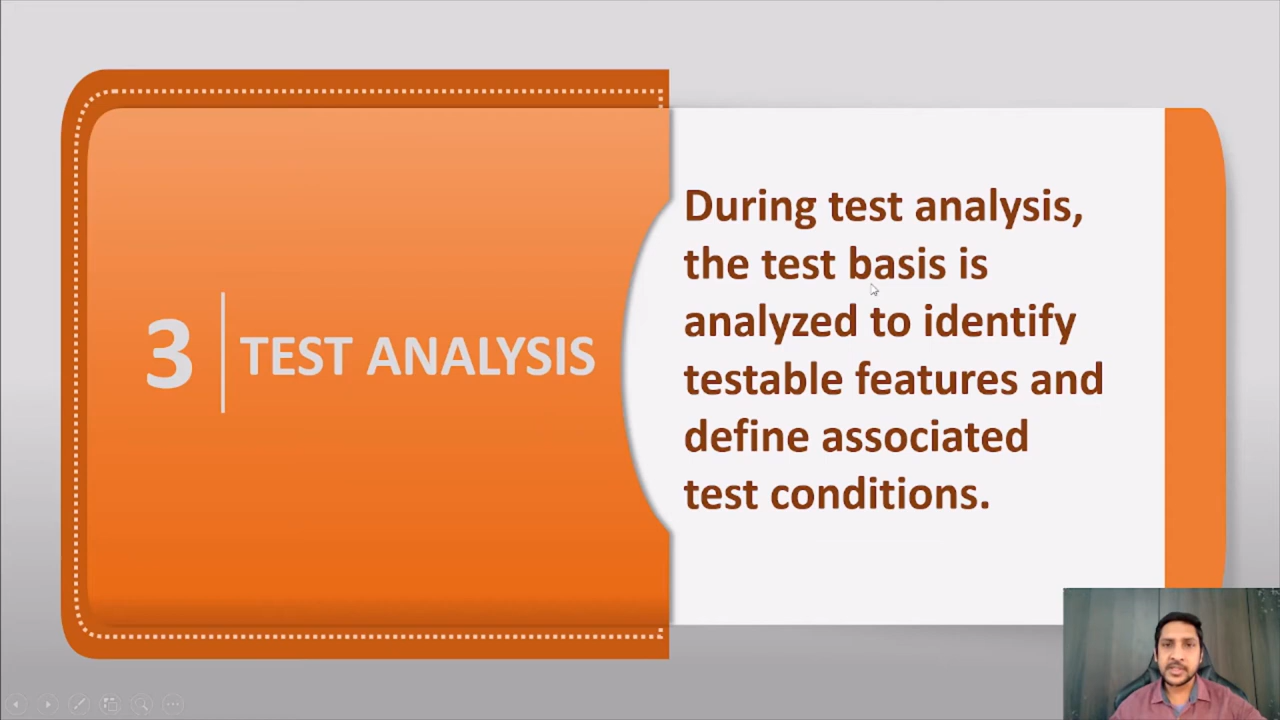 3
TEST ANALYSIS
During test analysis,
the test basis is
analyzed to identify
testable features and
define associated
test conditions.